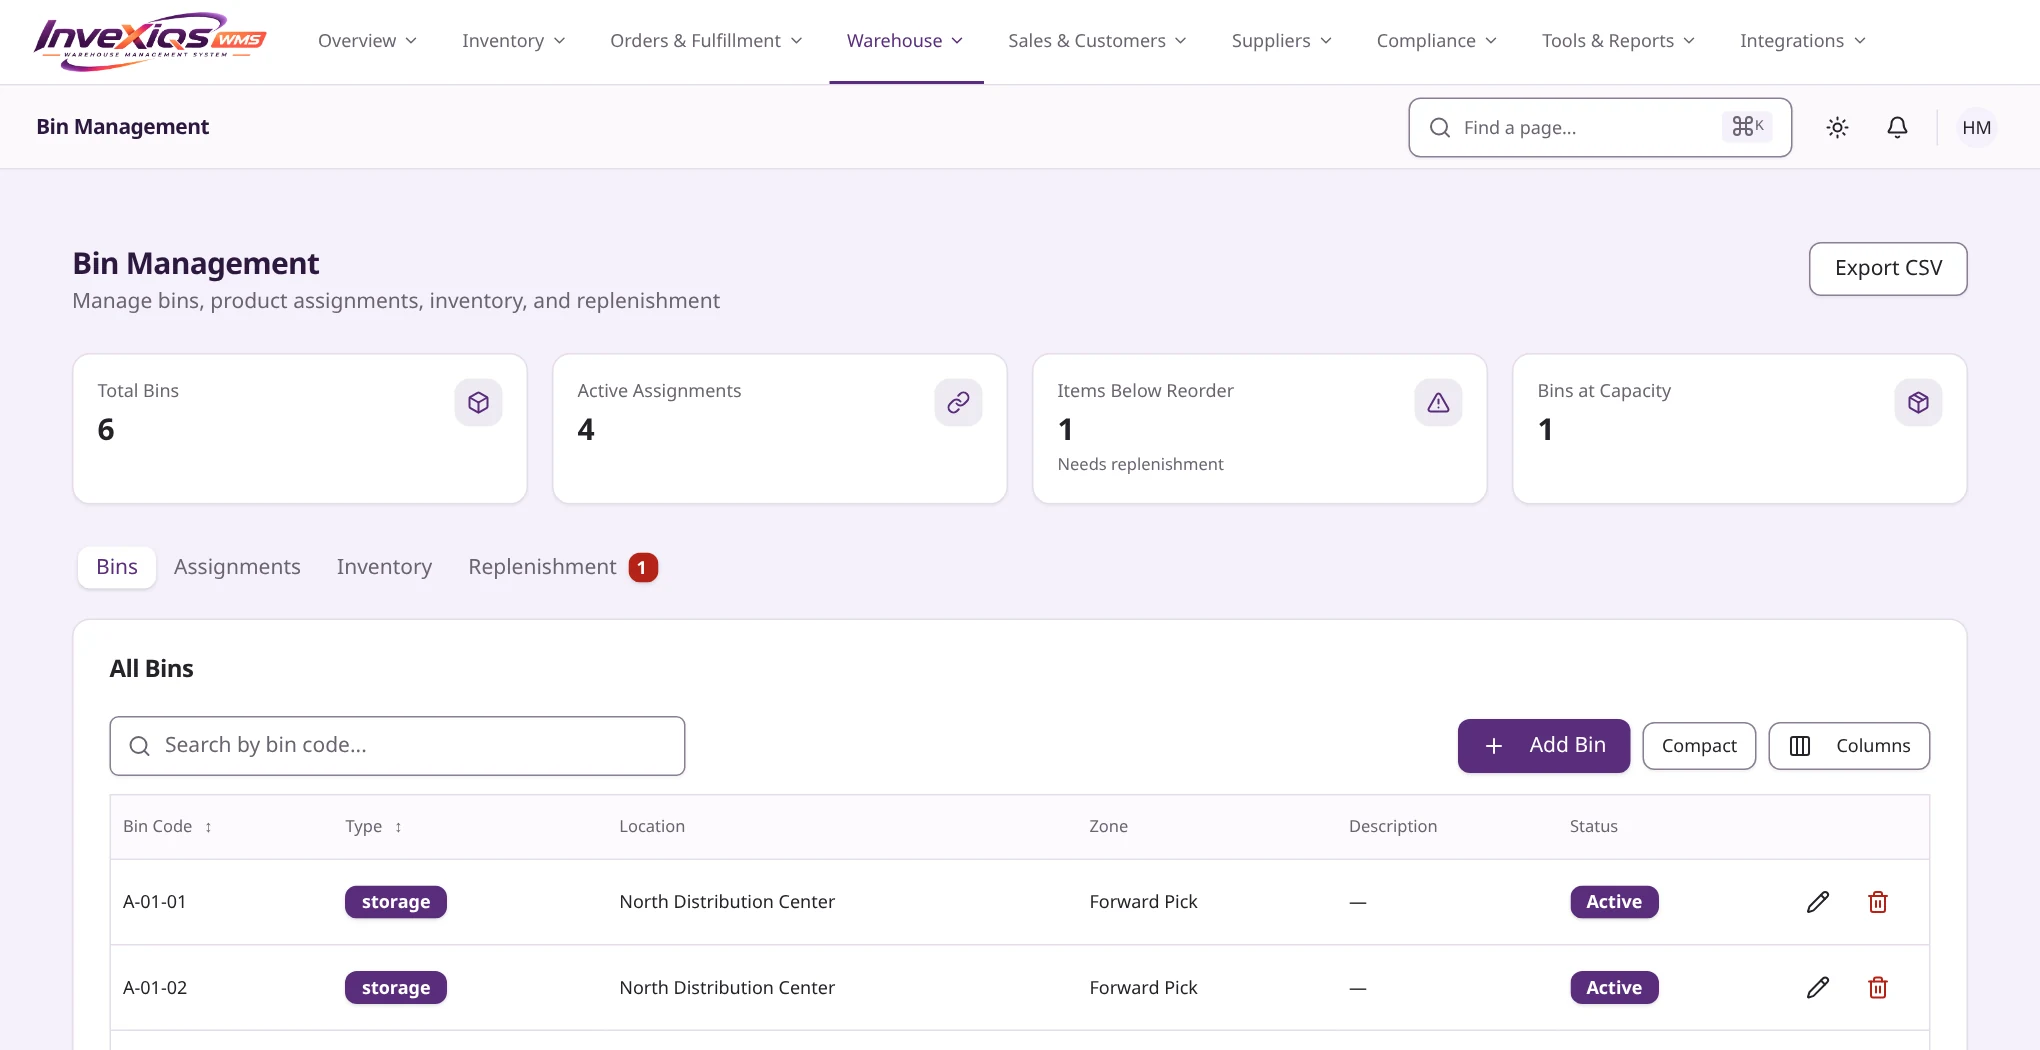 InvexiQS WMS
WAREHOUSE MANAGEMENT SYSTEM
Overview
Inventory
Orders & Fulfillment
Warehouse
Sales & Customers
Suppliers
Compliance
Tools & Reports
Integrations
Bin Management
Find a page...
⌘K
HM
Bin Management
Manage bins, product assignments, inventory, and replenishment
Export CSV
Total Bins
6
Active Assignments
4
Items Below Reorder
1
Needs replenishment
Bins at Capacity
1
Bins
Assignments
Inventory
Replenishment 1
All Bins
Search by bin code...
+ Add Bin
Compact
Columns
Bin Code ↕ Type ↕ Location Zone Description Status
A-01-01 storage North Distribution Center Forward Pick — Active
A-01-02 storage North Distribution Center Forward Pick — Active